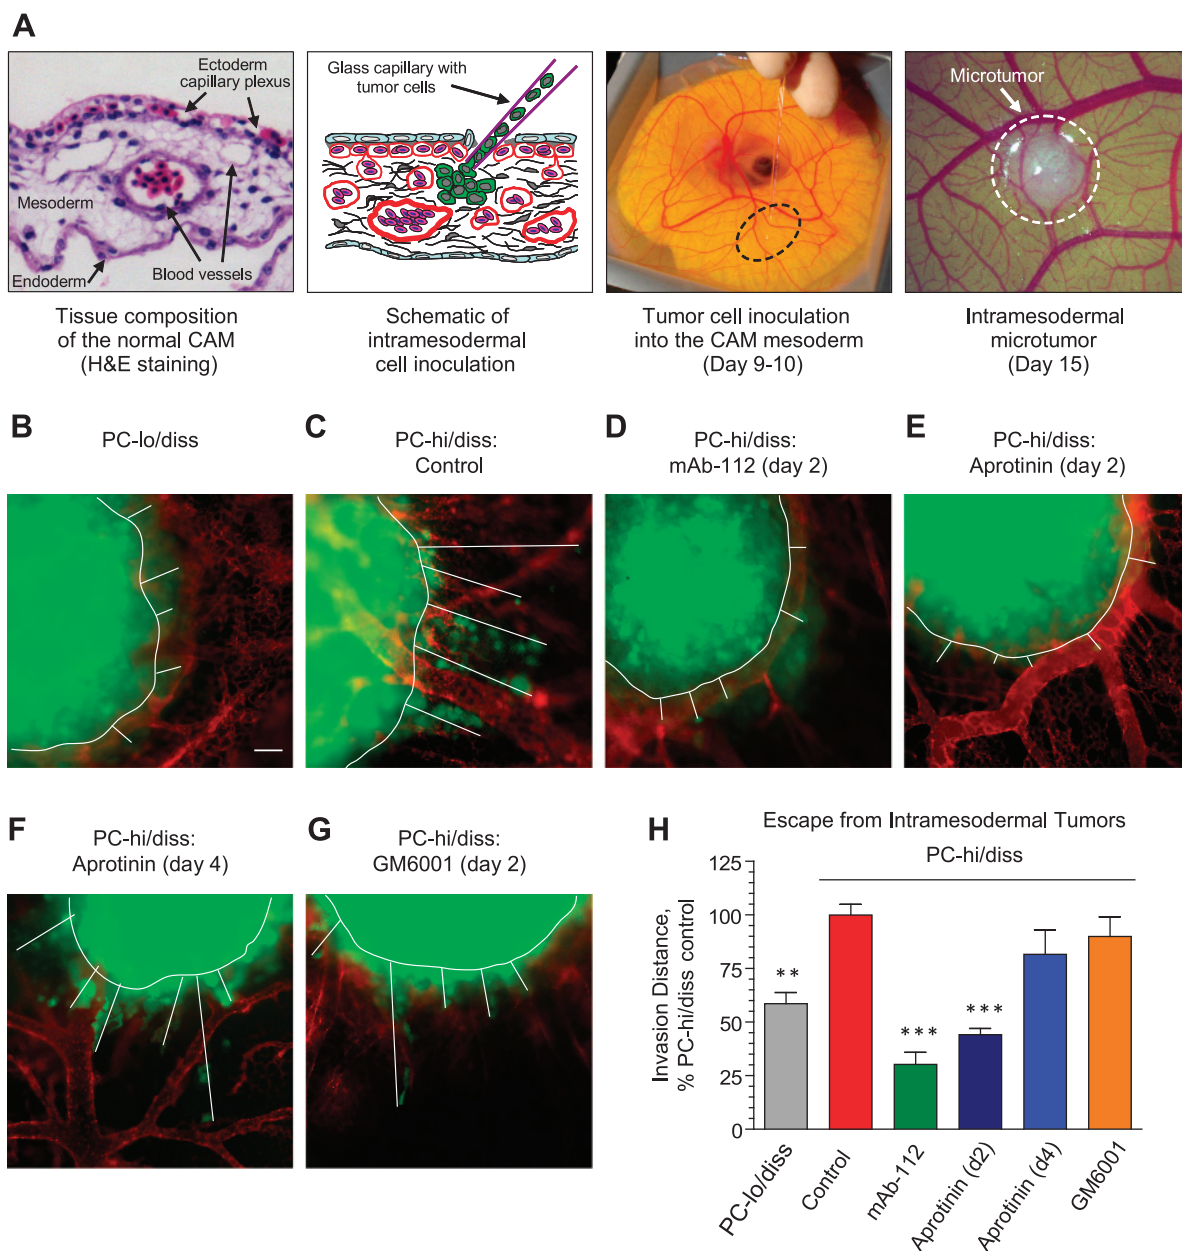 A
Ectoderm
capillary plexus
Mesoderm
Endoderm
Blood vessels
Tissue composition
of the normal CAM
(H&E staining)
Glass capillary with
tumor cells
Schematic of
intramesodermal
cell inoculation
Tumor cell inoculation
into the CAM mesoderm
(Day 9-10)
Microtumor
Intramesodermal
microtumor
(Day 15)
B
PC-lo/diss
C
PC-hi/diss:
Control
D
PC-hi/diss:
mAb-112 (day 2)
E
PC-hi/diss:
Aprotinin (day 2)
F
PC-hi/diss:
Aprotinin (day 4)
G
PC-hi/diss:
GM6001 (day 2)
H
Escape from Intramesodermal Tumors
PC-hi/diss
Invasion Distance,
% PC-hi/diss control
125
100
75
50
25
0
**
***
***
PC-lo/diss
Control
mAb-112
Aprotinin (d2)
Aprotinin (d4)
GM6001